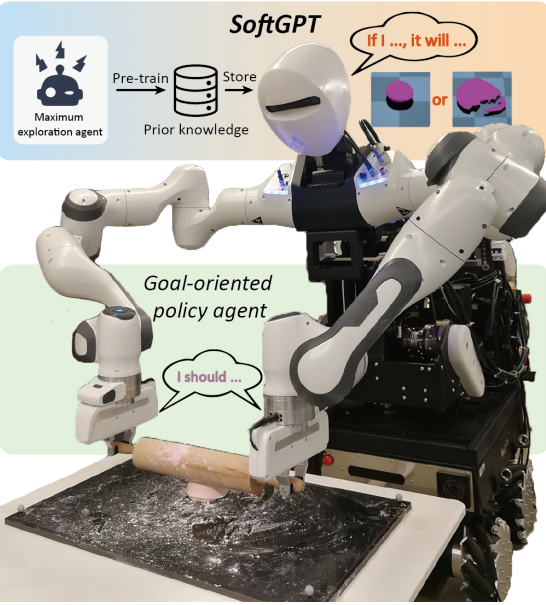 SoftGPT
If I ..., it will ...
Pre-train
Store
Maximum
exploration agent
Prior knowledge
or
Goal-oriented
policy agent
I should ...